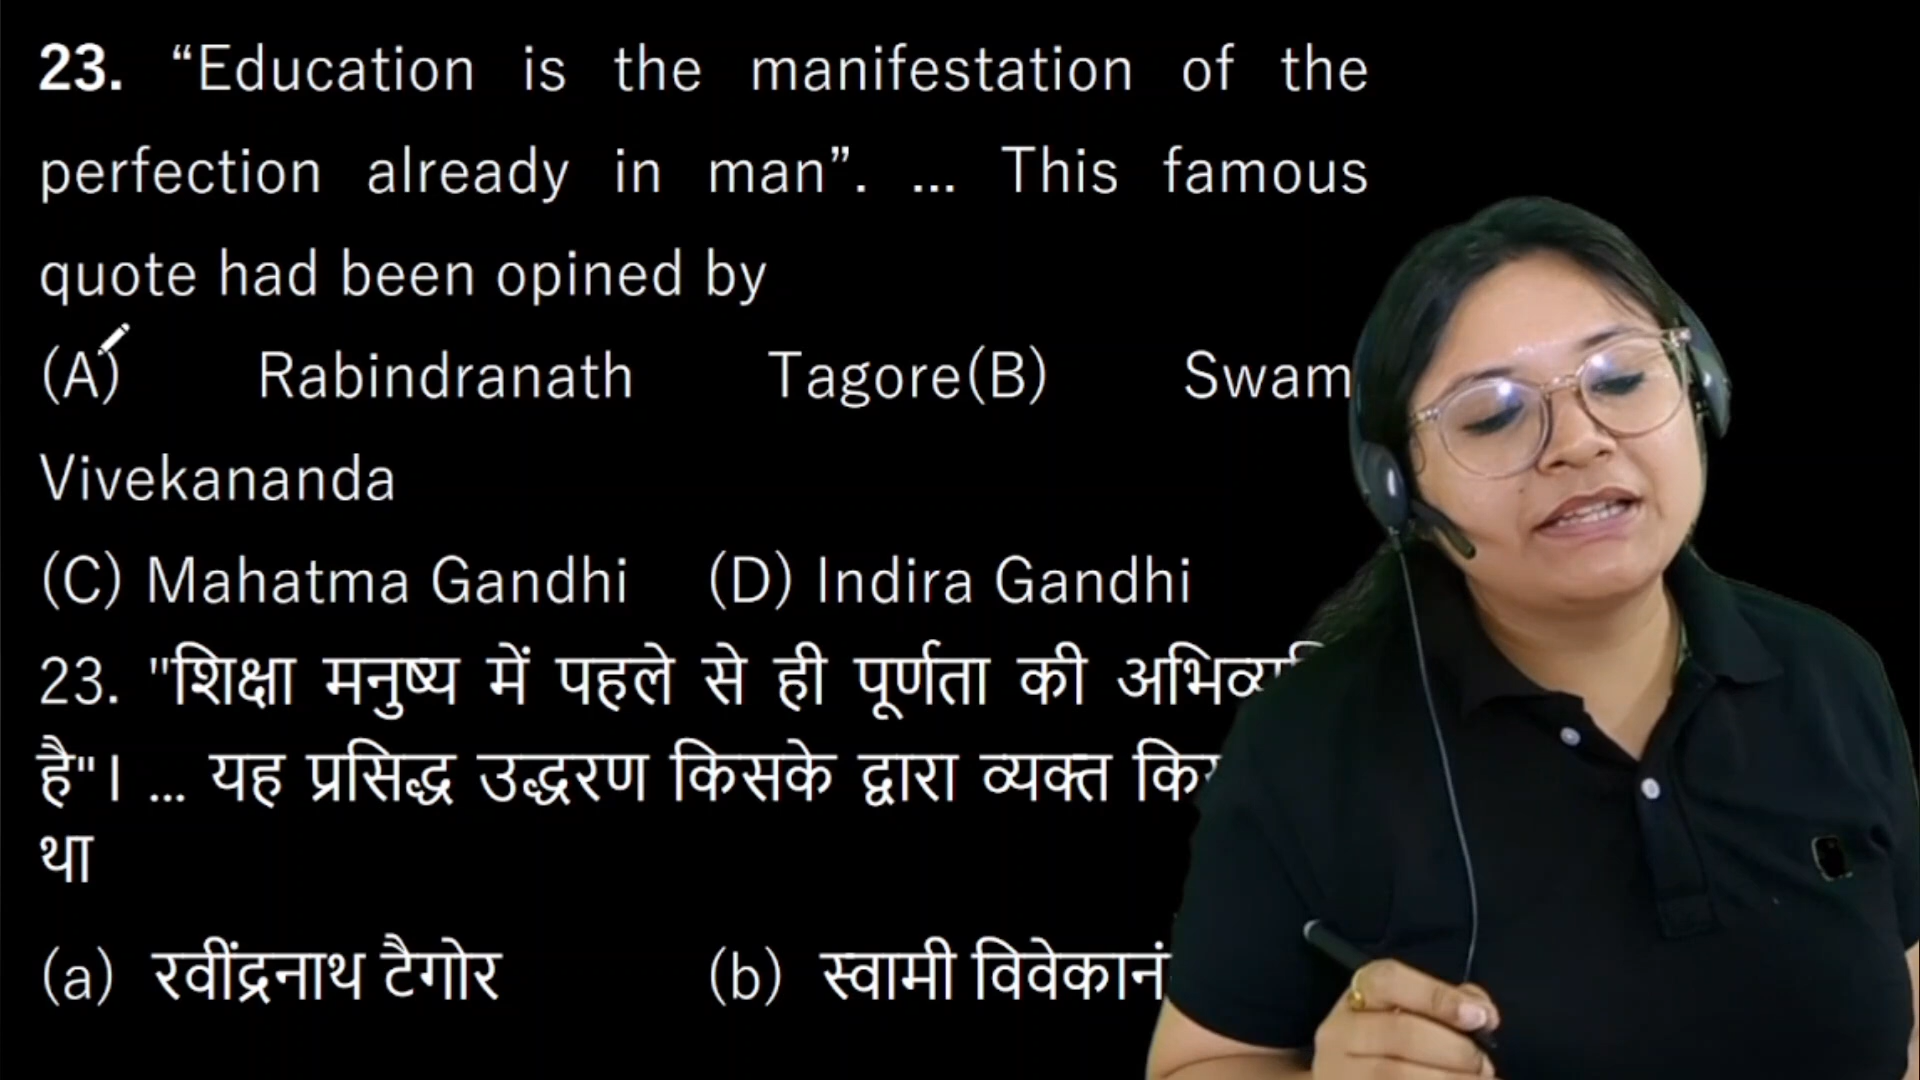 23. “Education is the manifestation of the
perfection already in man”. ... This famous
quote had been opined by
(A) Rabindranath Tagore(B) Swam
Vivekananda
(C) Mahatma Gandhi (D) Indira Gandhi
23. "शिक्षा मनुष्य में पहले से ही पूर्णता की
है"। ... यह प्रसिद्ध उद्धरण किसके द्वारा व्यक्त
था
(a) रवींद्रनाथ टैगोर (b) स्वामी